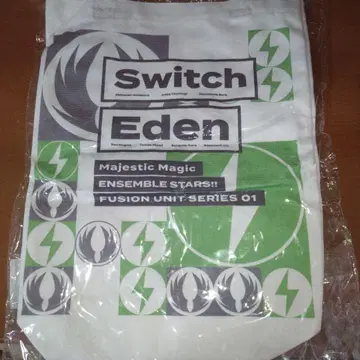 Switch
Eden
Majestic Magic
ENSEMBLE STARS!!
FUSION UNIT SERIES 01